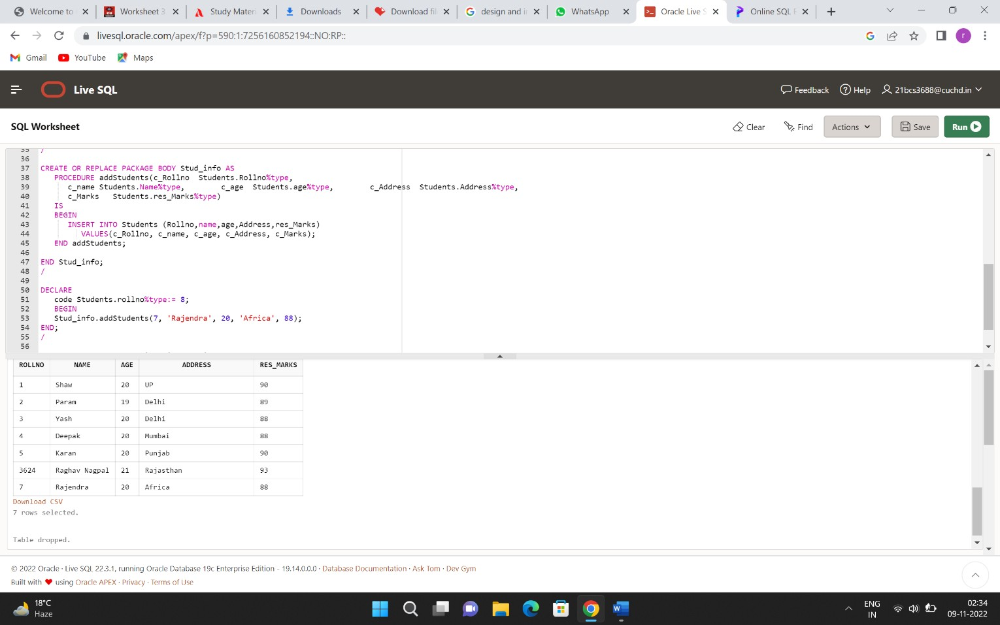 Welcome to
Worksheet 3.
Study Materi
Downloads
Download fil
design and i
WhatsApp
Oracle Live S
Online SQL E
livesql.oracle.com/apex/f?p=590:1:7256160852194::NO:RP::
r
Gmail YouTube Maps
Live SQL
Feedback Help 21bcs3688@cuchd.in
SQL Worksheet
Clear Find Actions Save Run
35 /
36
37 CREATE OR REPLACE PACKAGE BODY Stud_info AS
38 PROCEDURE addStudents(c_Rollno Students.Rollno%type,
39 c_name Students.Name%type, c_age Students.age%type, c_Address Students.Address%type,
40 c_Marks Students.res_Marks%type)
41 IS
42 BEGIN
43 INSERT INTO Students (Rollno,name,age,Address,res_Marks)
44 VALUES(c_Rollno, c_name, c_age, c_Address, c_Marks);
45 END addStudents;
46
47 END Stud_info;
48 /
49
50 DECLARE
51 code Students.rollno%type:= 8;
52 BEGIN
53 Stud_info.addStudents(7, 'Rajendra', 20, 'Africa', 88);
54 END;
55 /
56
ROLLNO NAME AGE ADDRESS RES_MARKS
1 Shaw 20 UP 90
2 Param 19 Delhi 89
3 Yash 20 Delhi 88
4 Deepak 20 Mumbai 88
5 Karan 20 Punjab 90
3624 Raghav Nagpal 21 Rajasthan 93
7 Rajendra 20 Africa 88
Download CSV
7 rows selected.
Table dropped.
© 2022 Oracle · Live SQL 22.3.1, running Oracle Database 19c Enterprise Edition - 19.14.0.0.0 · Database Documentation · Ask Tom · Dev Gym
Built with ❤ using Oracle APEX · Privacy · Terms of Use
18°C
Haze
ENG
IN
02:34
09-11-2022